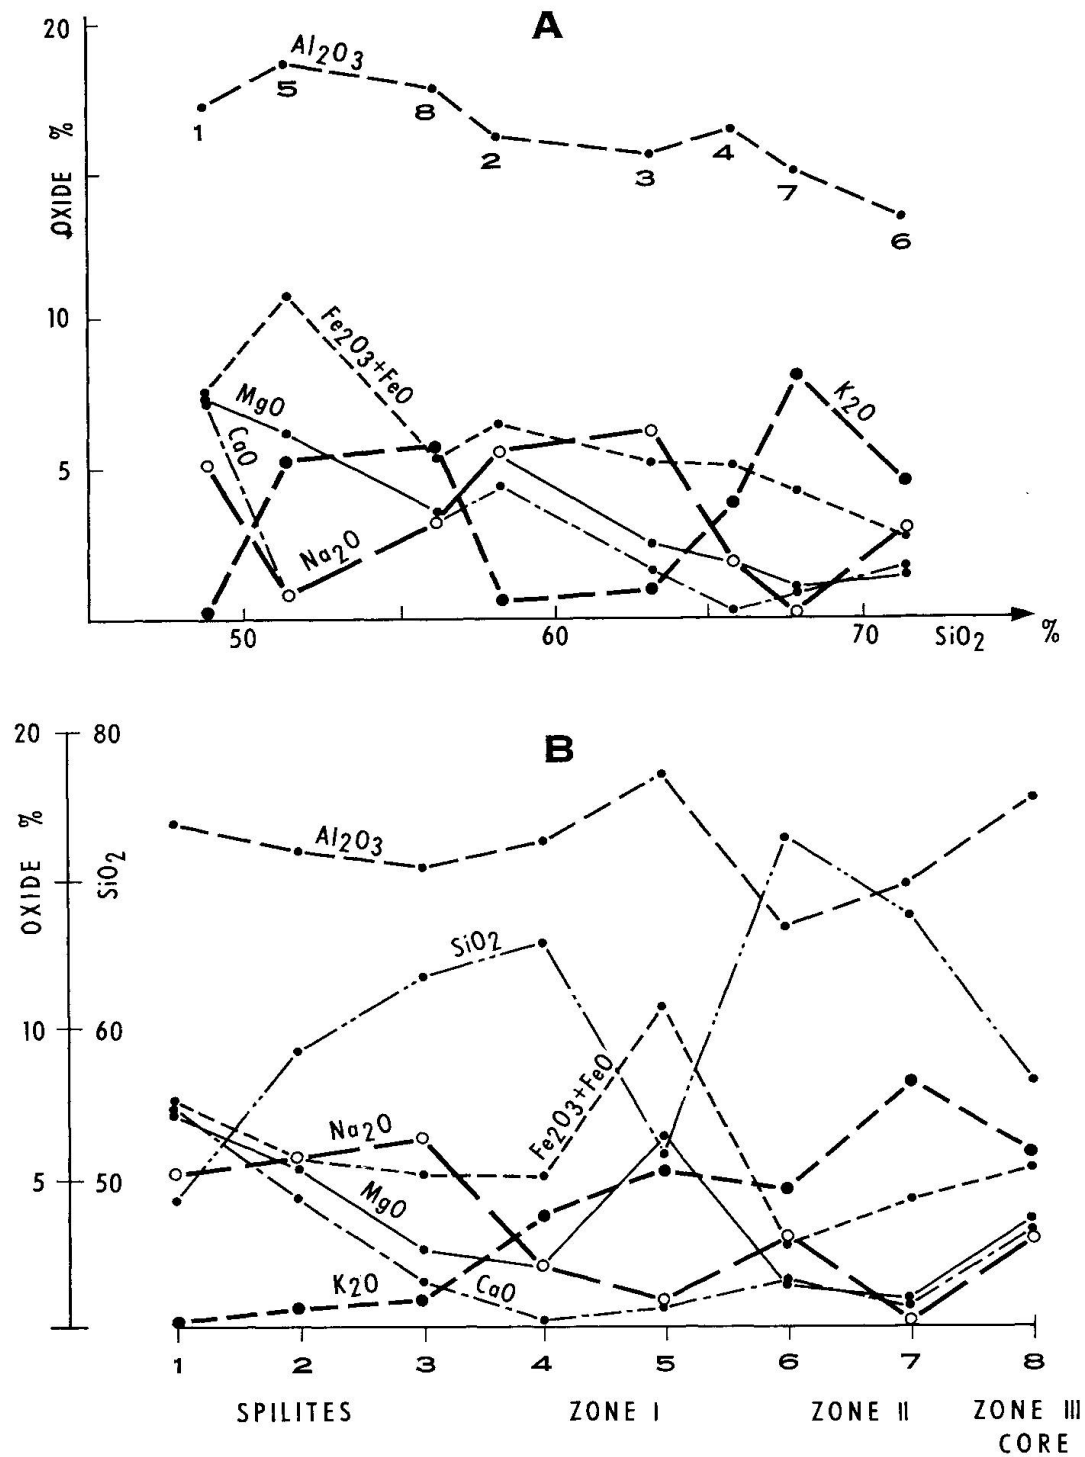 A
20
Al2O3
OXIDE %
1
5
8
2
3
4
7
6
10
Fe2O3+FeO
MgO
CaO
K2O
5
Na2O
50
60
70
SiO2 %
B
20
80
OXIDE %
SiO2
Al2O3
SiO2
10
60
Fe2O3+FeO
Na2O
5
50
MgO
K2O
CaO
1 2 3 4 5 6 7 8
SPILITES ZONE I ZONE II ZONE III
CORE